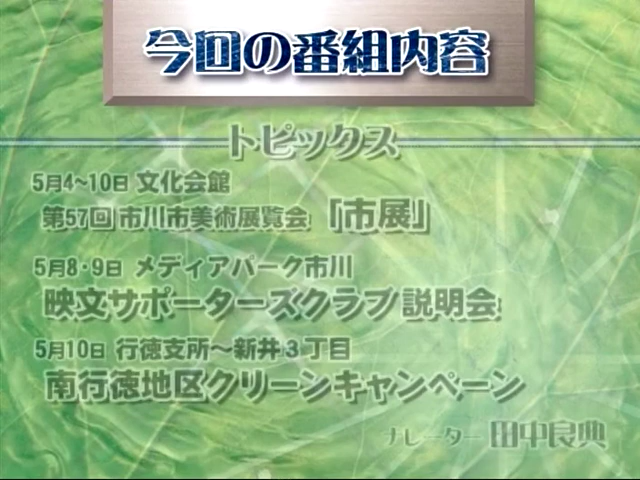 今回の番組内容
トピックス
5月4~10日 文化会館
第57回 市川市美術展覧会 「市展」
5月8・9日 メディアパーク市川
映文サポーターズクラブ 説明会
5月10日 行徳支所～新井３丁目
南行徳地区クリーンキャンペーン
ナレーター 田中良典